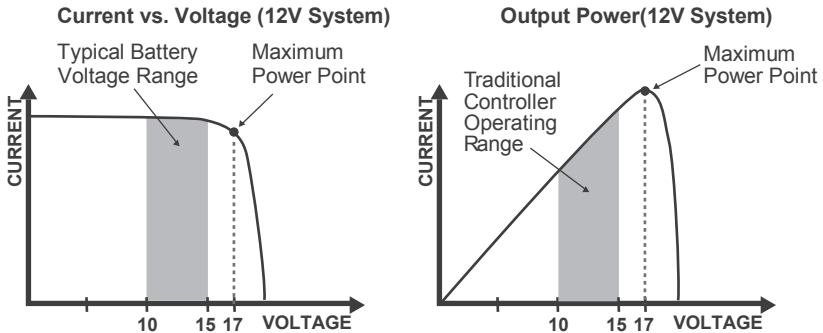 Current vs. Voltage (12V System)
Typical Battery
Voltage Range
Maximum
Power Point
CURRENT
10 15 17 VOLTAGE
Output Power(12V System)
Maximum
Power Point
Traditional
Controller
Operating
Range
CURRENT
10 15 17 VOLTAGE